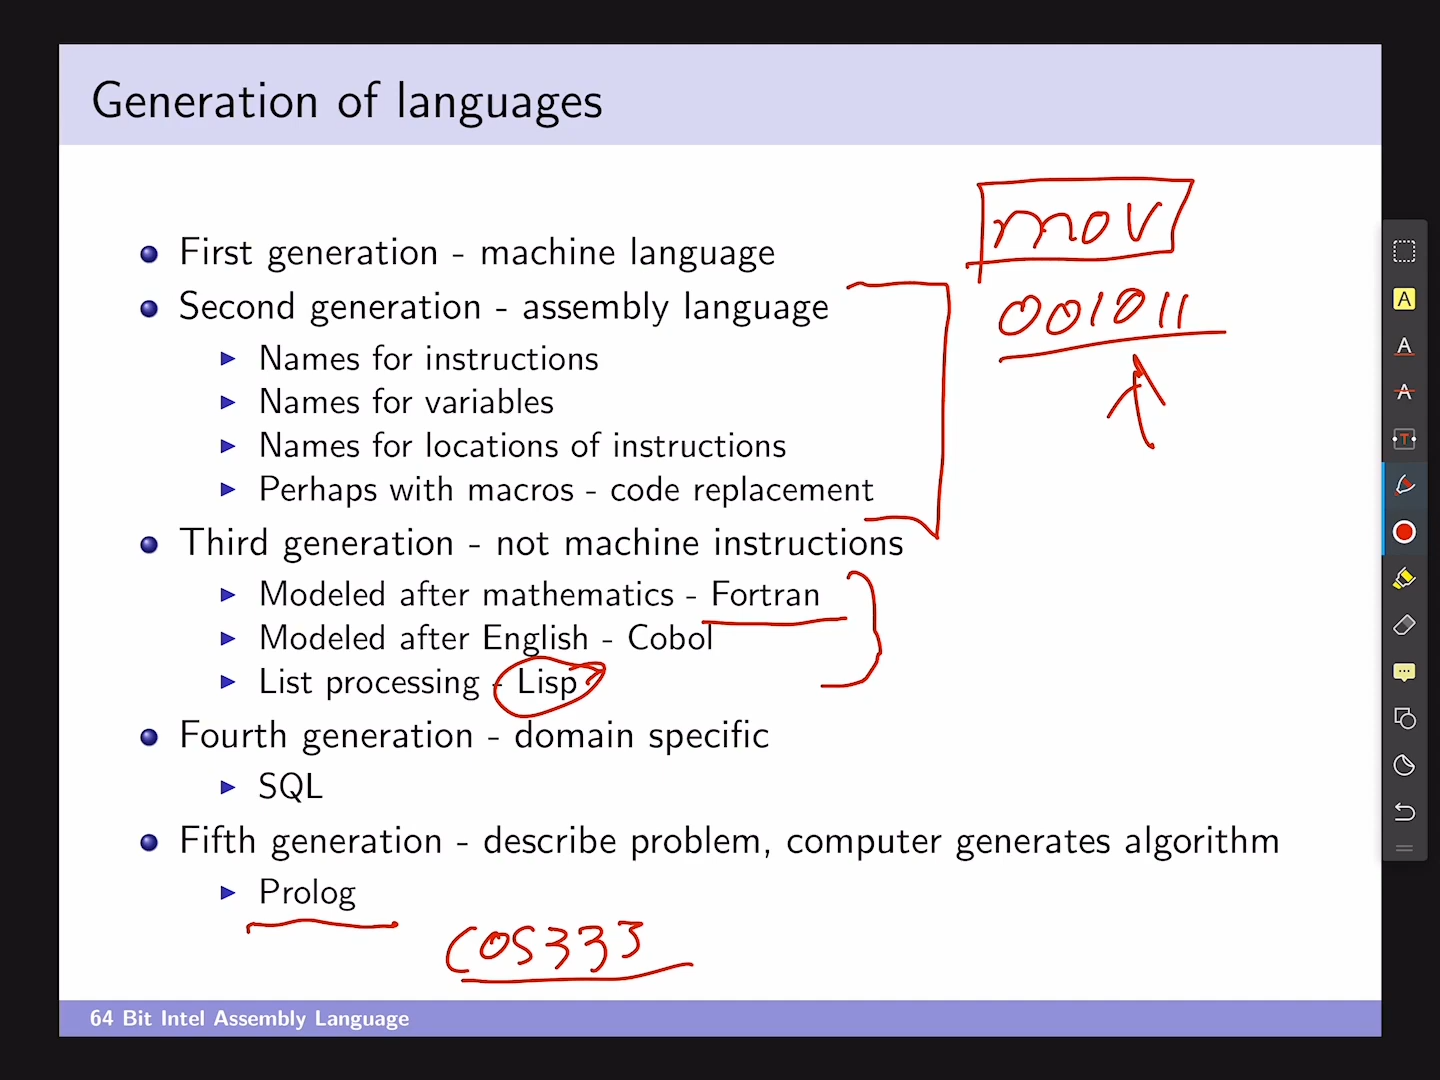 Generation of languages
mov
First generation - machine language
001011
Second generation - assembly language
Names for instructions
Names for variables
Names for locations of instructions
Perhaps with macros - code replacement
Third generation - not machine instructions
Modeled after mathematics - Fortran
Modeled after English - Cobol
List processing - Lisp
Fourth generation - domain specific
SQL
Fifth generation - describe problem, computer generates algorithm
Prolog
COS333
64 Bit Intel Assembly Language
A
A
A
T